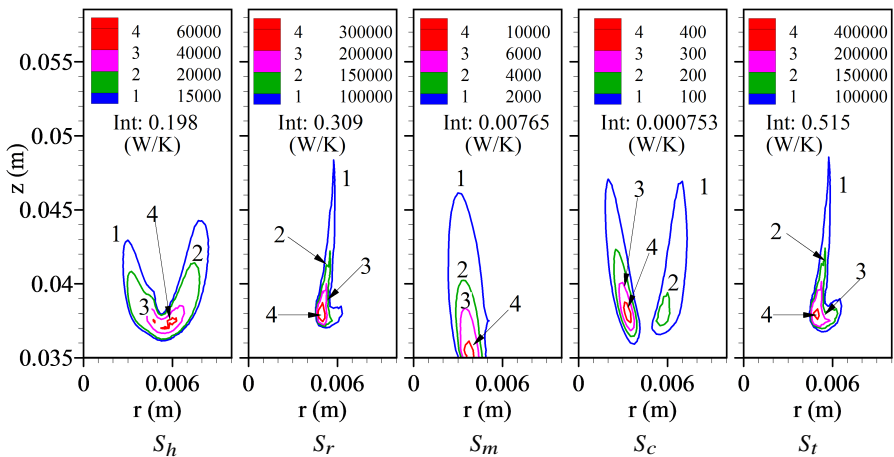 4 60000 4 300000 4 10000 4 400 4 400000
3 40000 3 200000 3 6000 3 300 3 200000
2 20000 2 150000 2 4000 2 200 2 150000
1 15000 1 100000 1 2000 1 100 1 100000
Int: 0.198 Int: 0.309 Int: 0.00765 Int: 0.000753 Int: 0.515
(W/K) (W/K) (W/K) (W/K) (W/K)
z (m)
0.055
0.05
0.045
0.04
0.035
1 4 2 3
1 2 3 4
1 2 3 4
3 1 4 2
1 2 3 4
0 0.006 0 0.006 0 0.006 0 0.006 0 0.006
r (m) r (m) r (m) r (m) r (m)
S_h S_r S_m S_c S_t